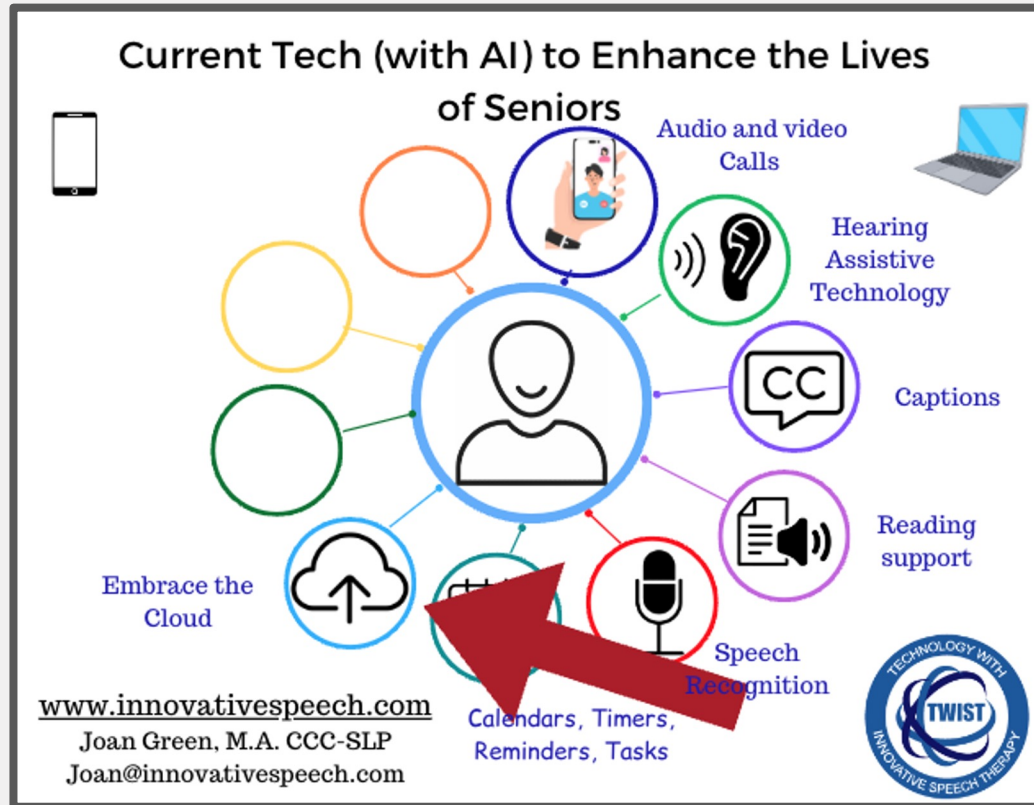 Current Tech (with AI) to Enhance the Lives
of Seniors
Audio and video
Calls
Hearing
Assistive
Technology
CC
Captions
Reading
support
Speech
Recognition
Calendars, Timers,
Reminders, Tasks
Embrace the
Cloud
www.innovativespeech.com
Joan Green, M.A. CCC-SLP
Joan@innovativespeech.com
TECHNOLOGY WITH
TWIST
INNOVATIVE SPEECH THERAPY